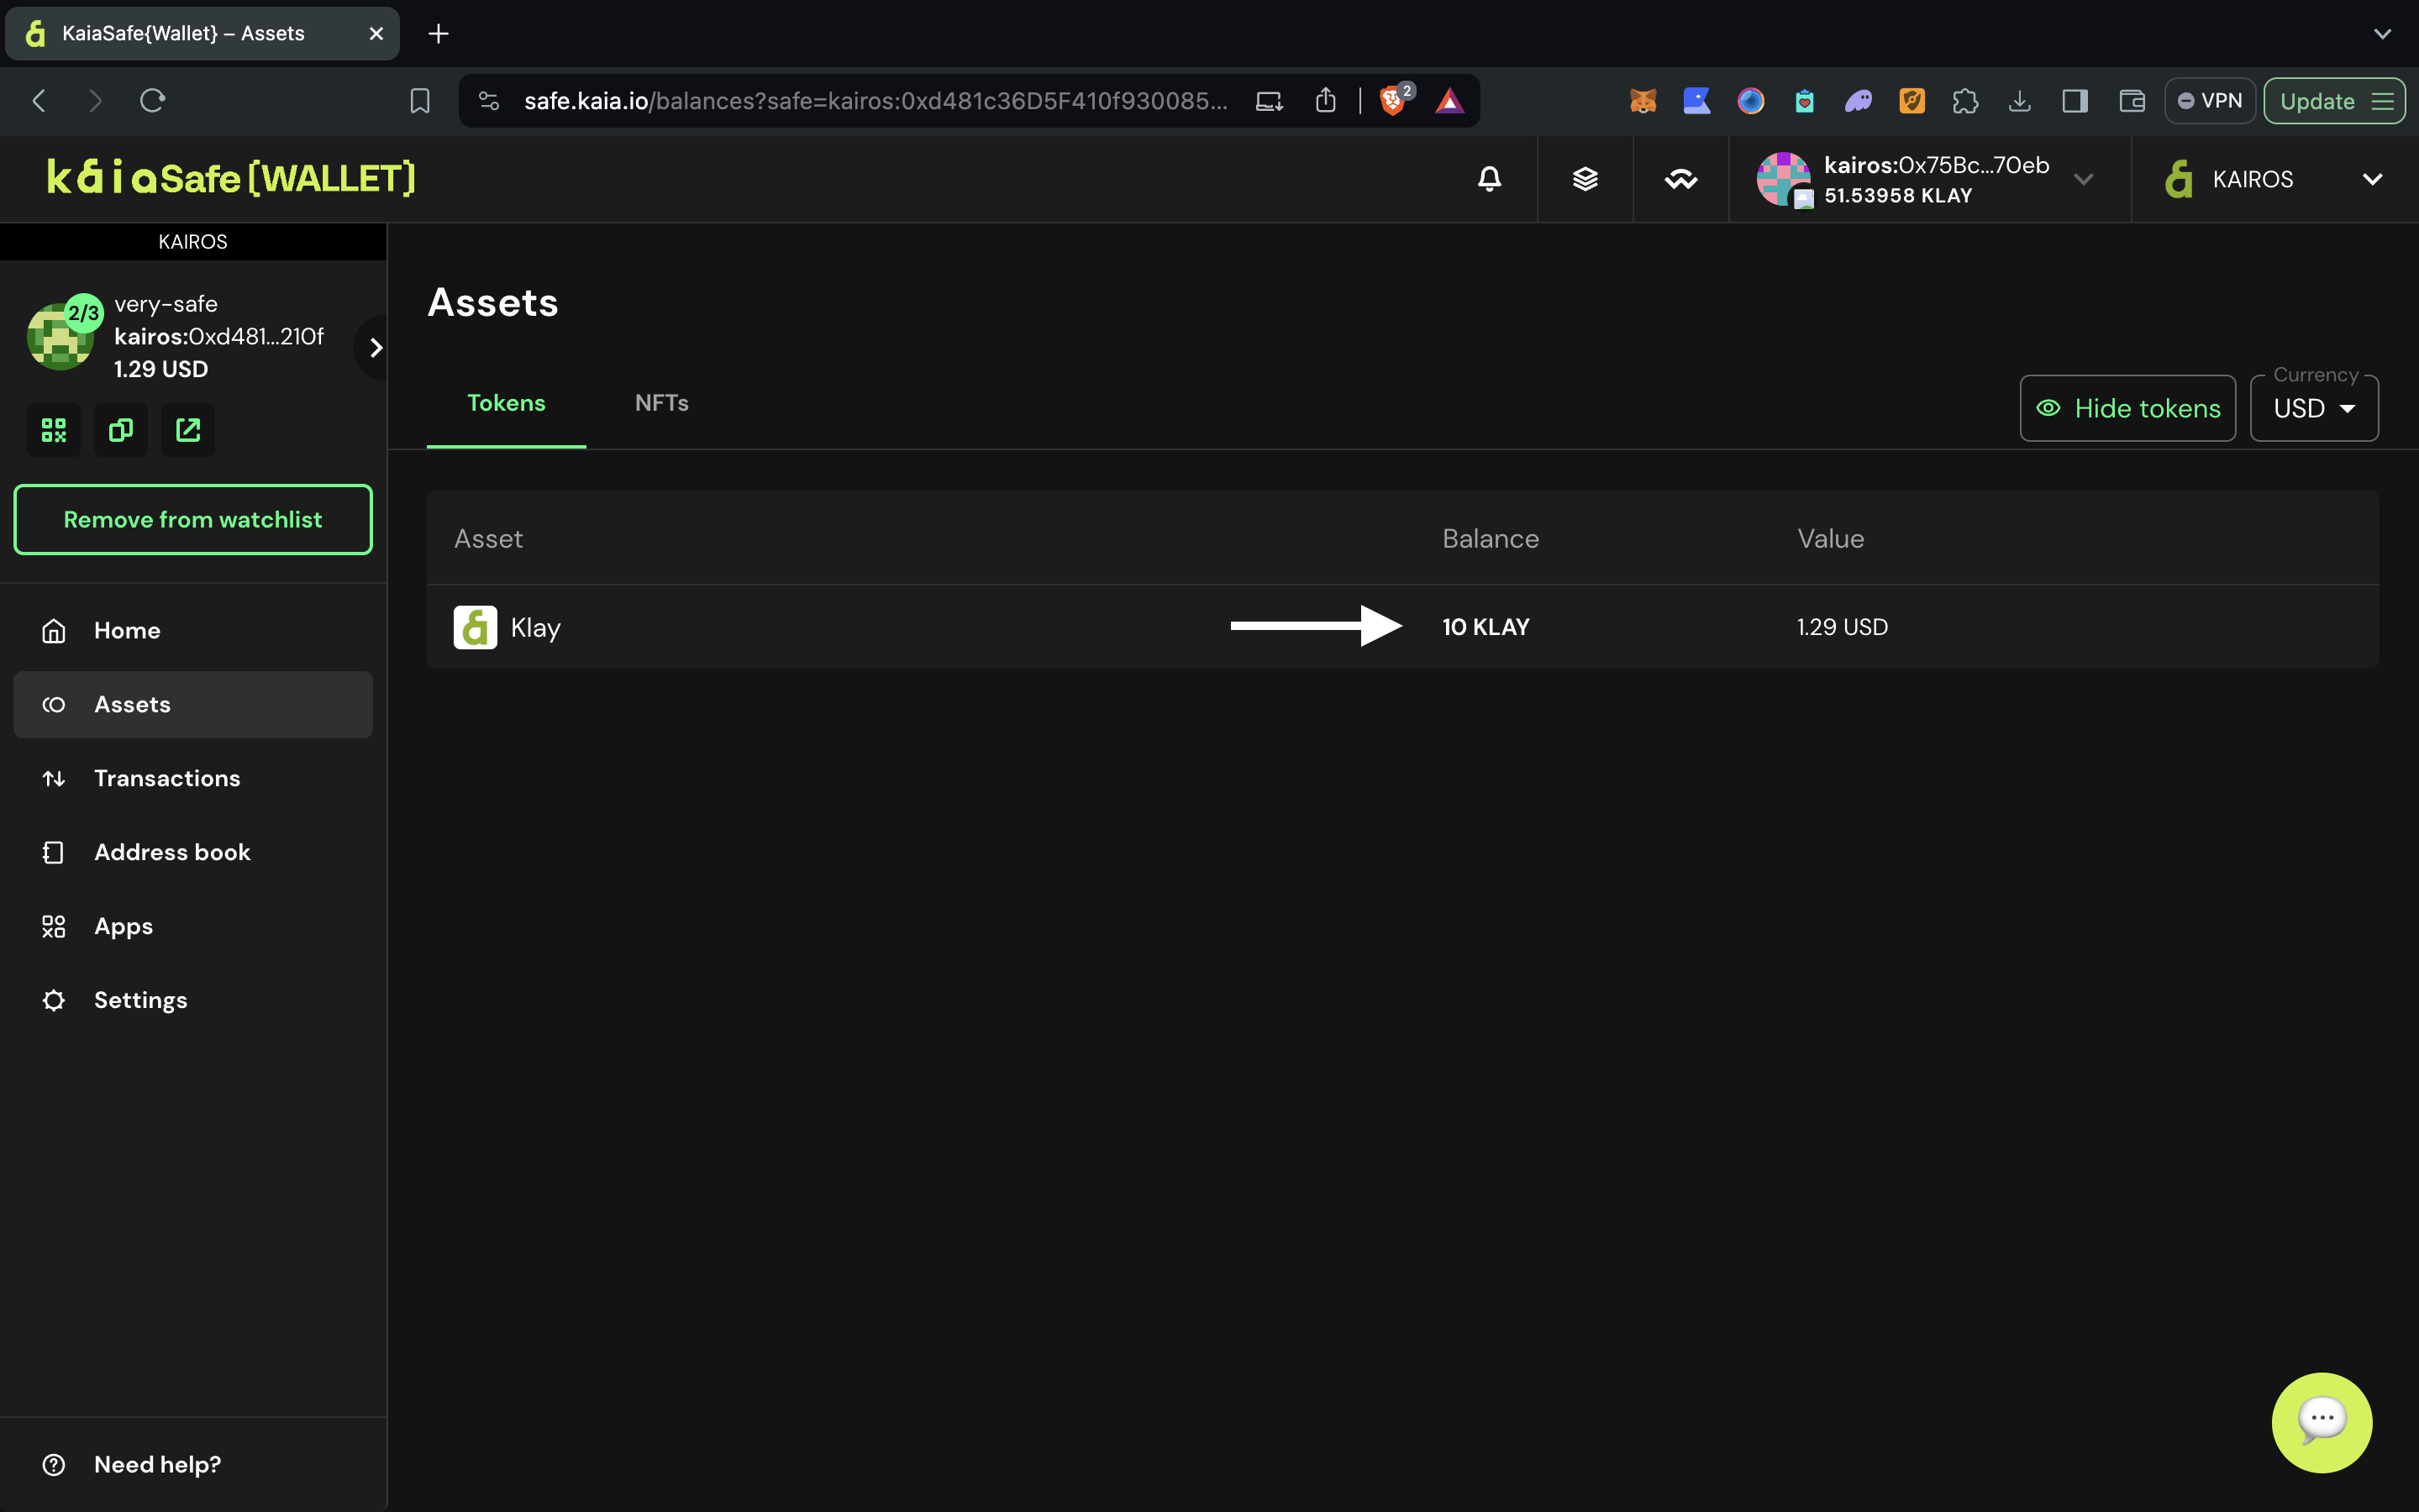 KaiaSafe{Wallet} – Assets
safe.kaia.io/balances?safe=kairos:0xd481c36D5F410f930085...
2
VPN
Update
kaiaSafe{WALLET}
kairos:0x75Bc...70eb
51.53958 KLAY
KAIROS
KAIROS
2/3
very-safe
kairos:0xd481...210f
1.29 USD
Remove from watchlist
Home
Assets
Transactions
Address book
Apps
Settings
Need help?
Assets
Tokens
NFTs
Hide tokens
Currency
USD
Asset Balance Value
Klay 10 KLAY 1.29 USD